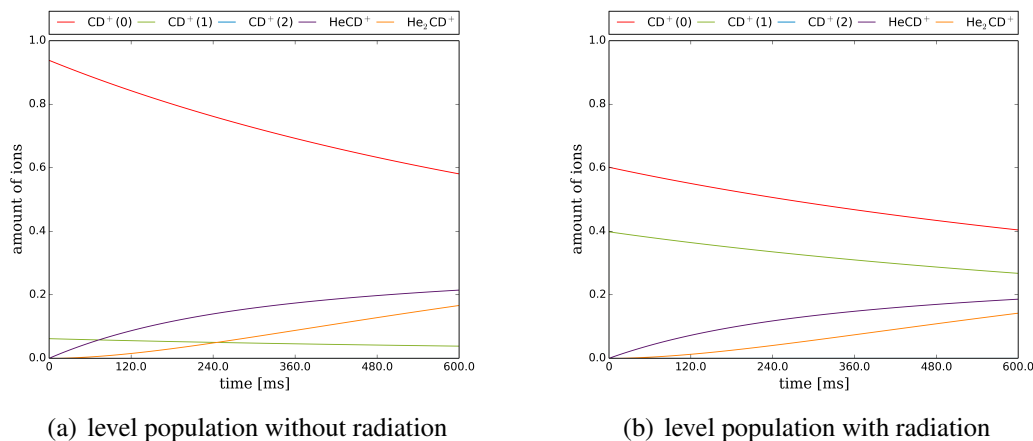 CD⁺(0) CD⁺(1) CD⁺(2) HeCD⁺ He₂CD⁺
1.0
0.8
0.6
0.4
0.2
0.0
amount of ions
0.0 120.0 240.0 360.0 480.0 600.0
time [ms]
(a) level population without radiation
CD⁺(0) CD⁺(1) CD⁺(2) HeCD⁺ He₂CD⁺
1.0
0.8
0.6
0.4
0.2
0.0
amount of ions
0.0 120.0 240.0 360.0 480.0 600.0
time [ms]
(b) level population with radiation